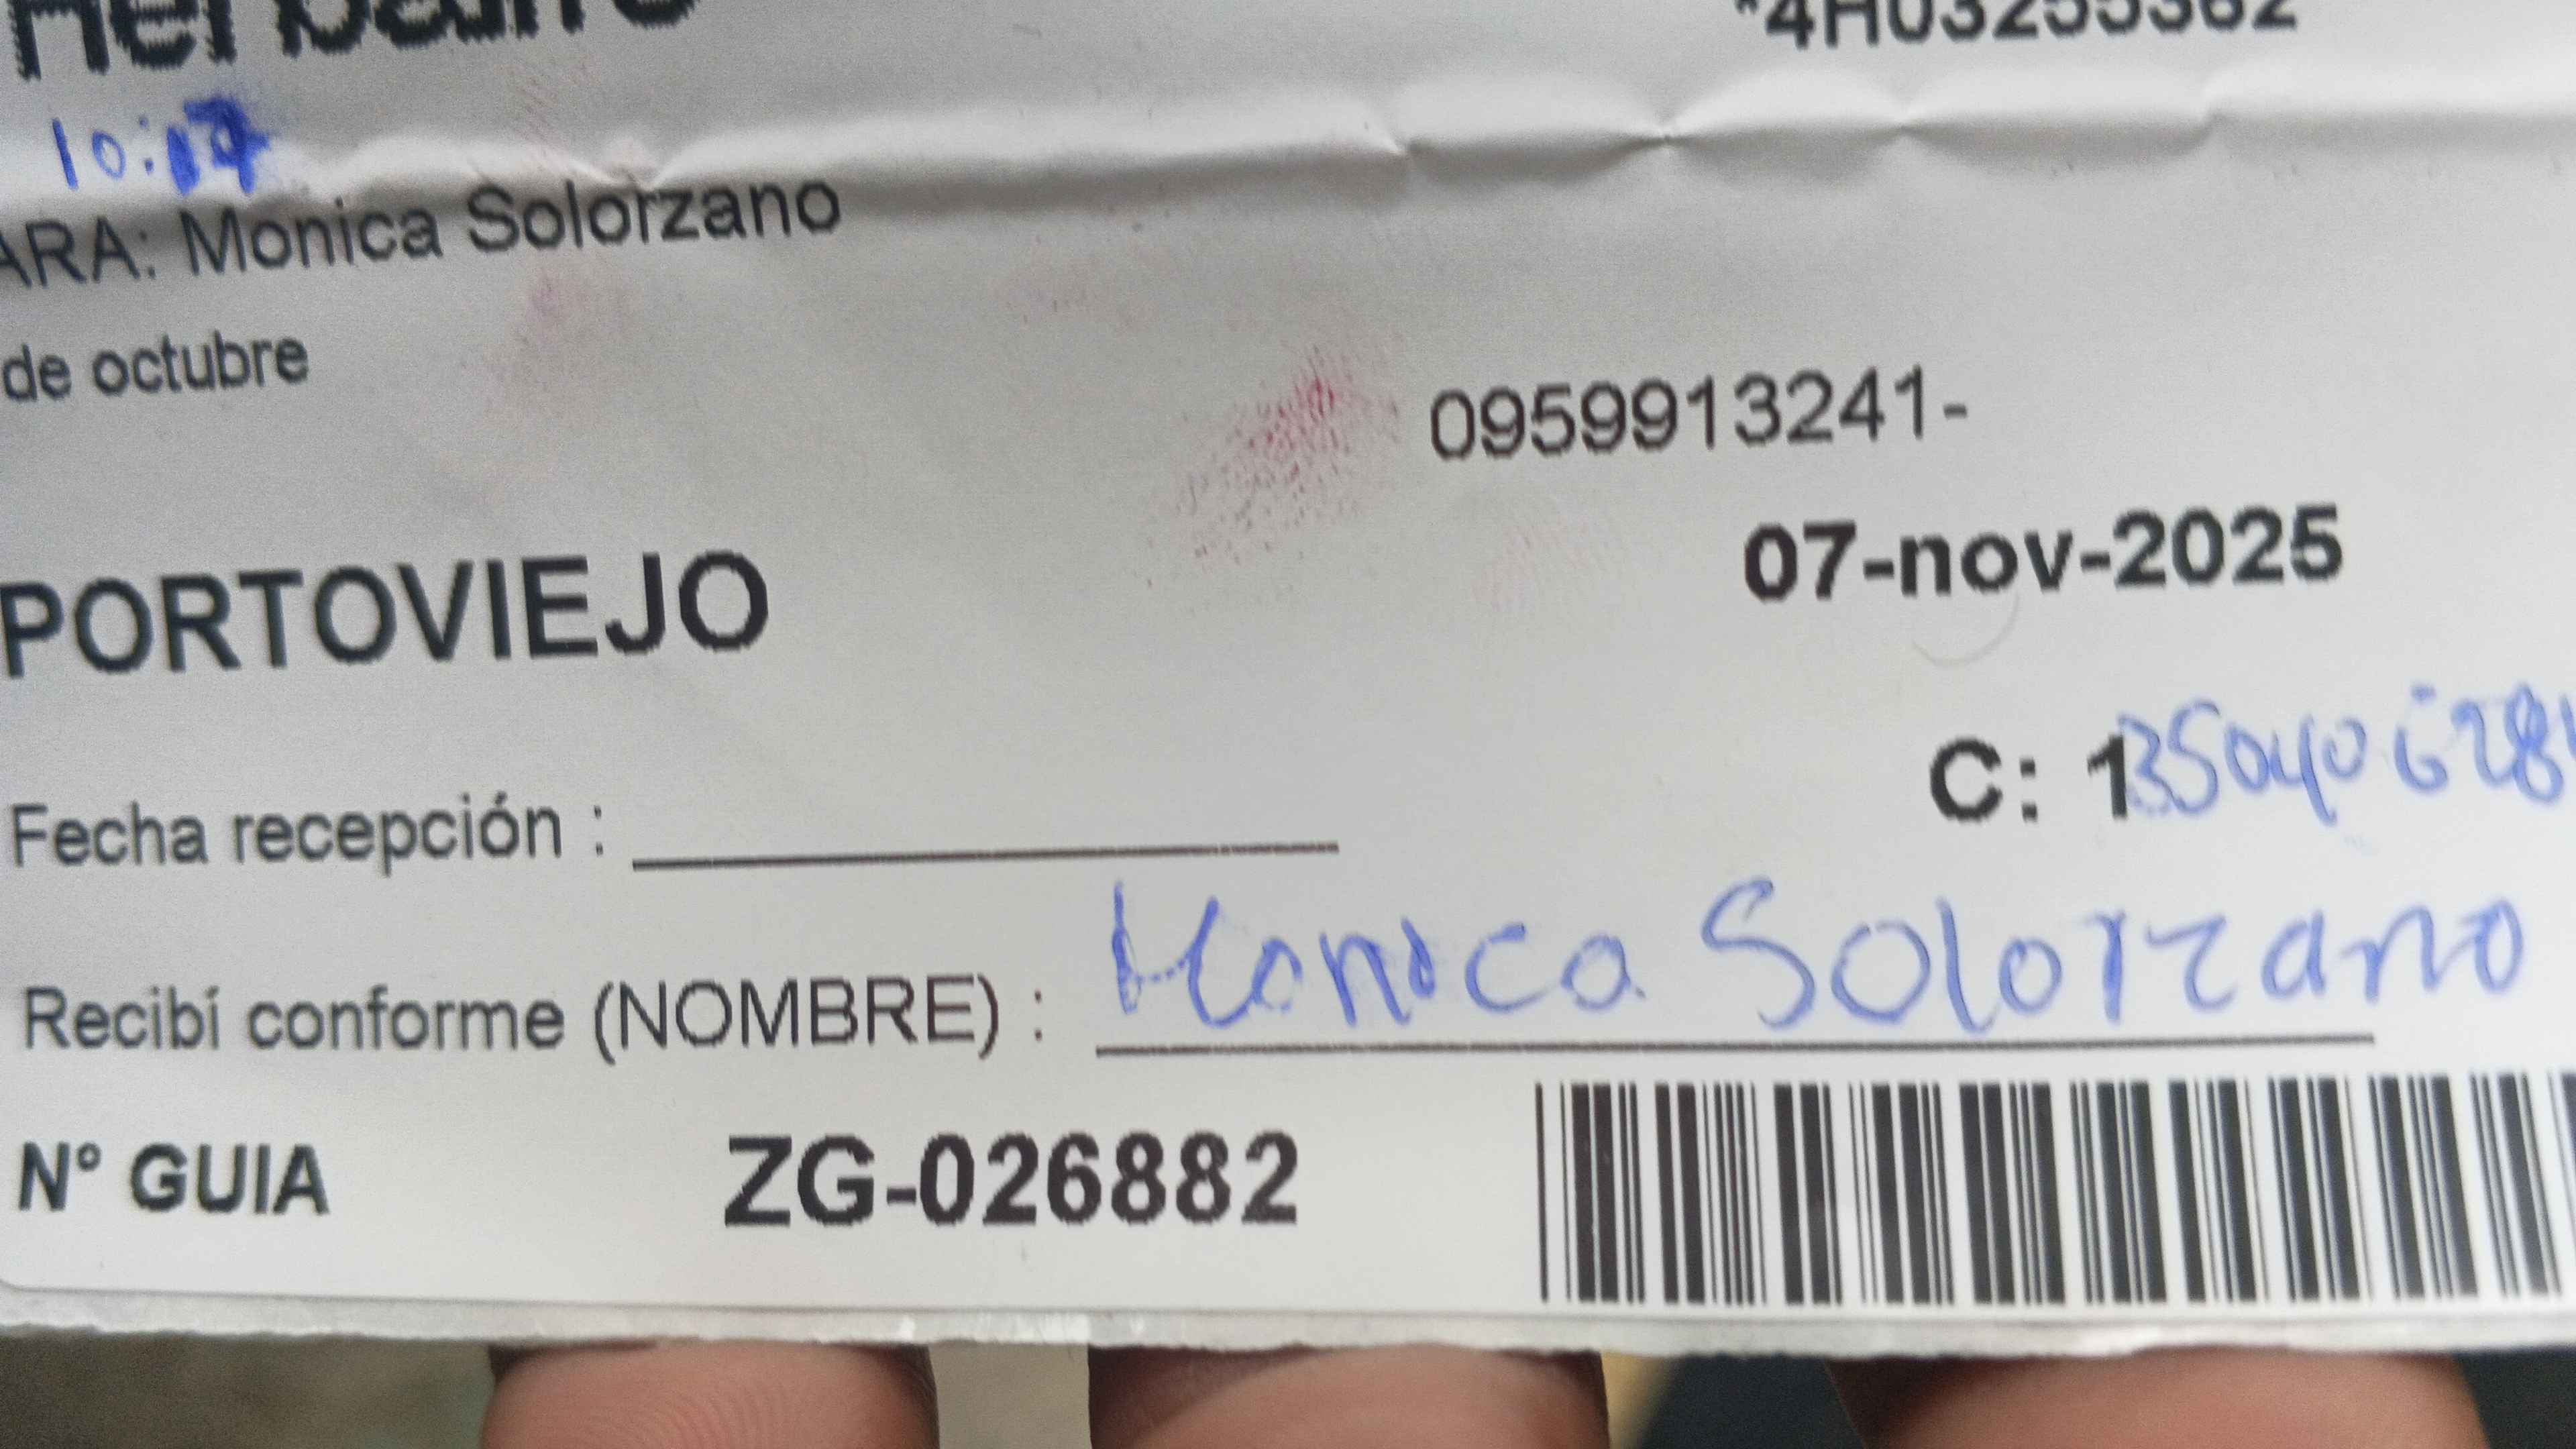 *4H03255362
10:17
ARA: Monica Solorzano
de octubre
0959913241-
PORTOVIEJO
07-nov-2025
C: 1
Fecha recepción :
Recibí conforme (NOMBRE) : Monica Solorzano
N° GUIA ZG-026882